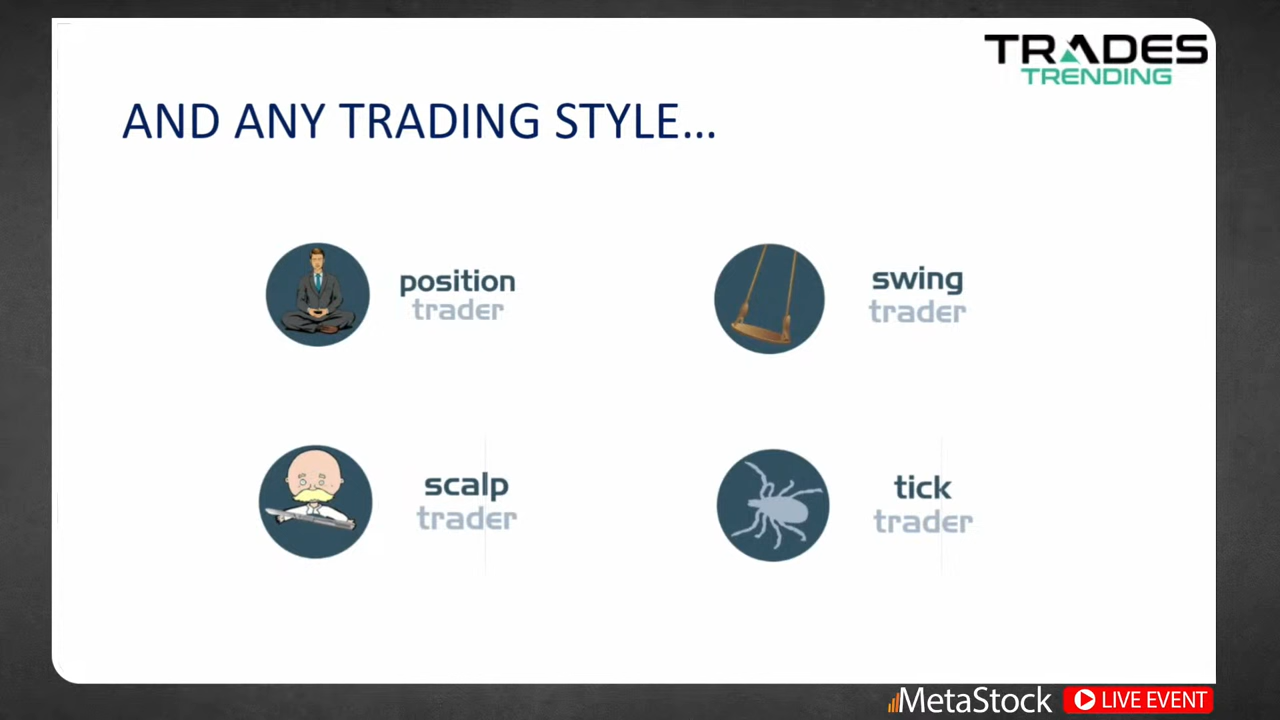 TRADES
TRENDING
AND ANY TRADING STYLE...
position
trader
swing
trader
scalp
trader
tick
trader
MetaStock
LIVE EVENT